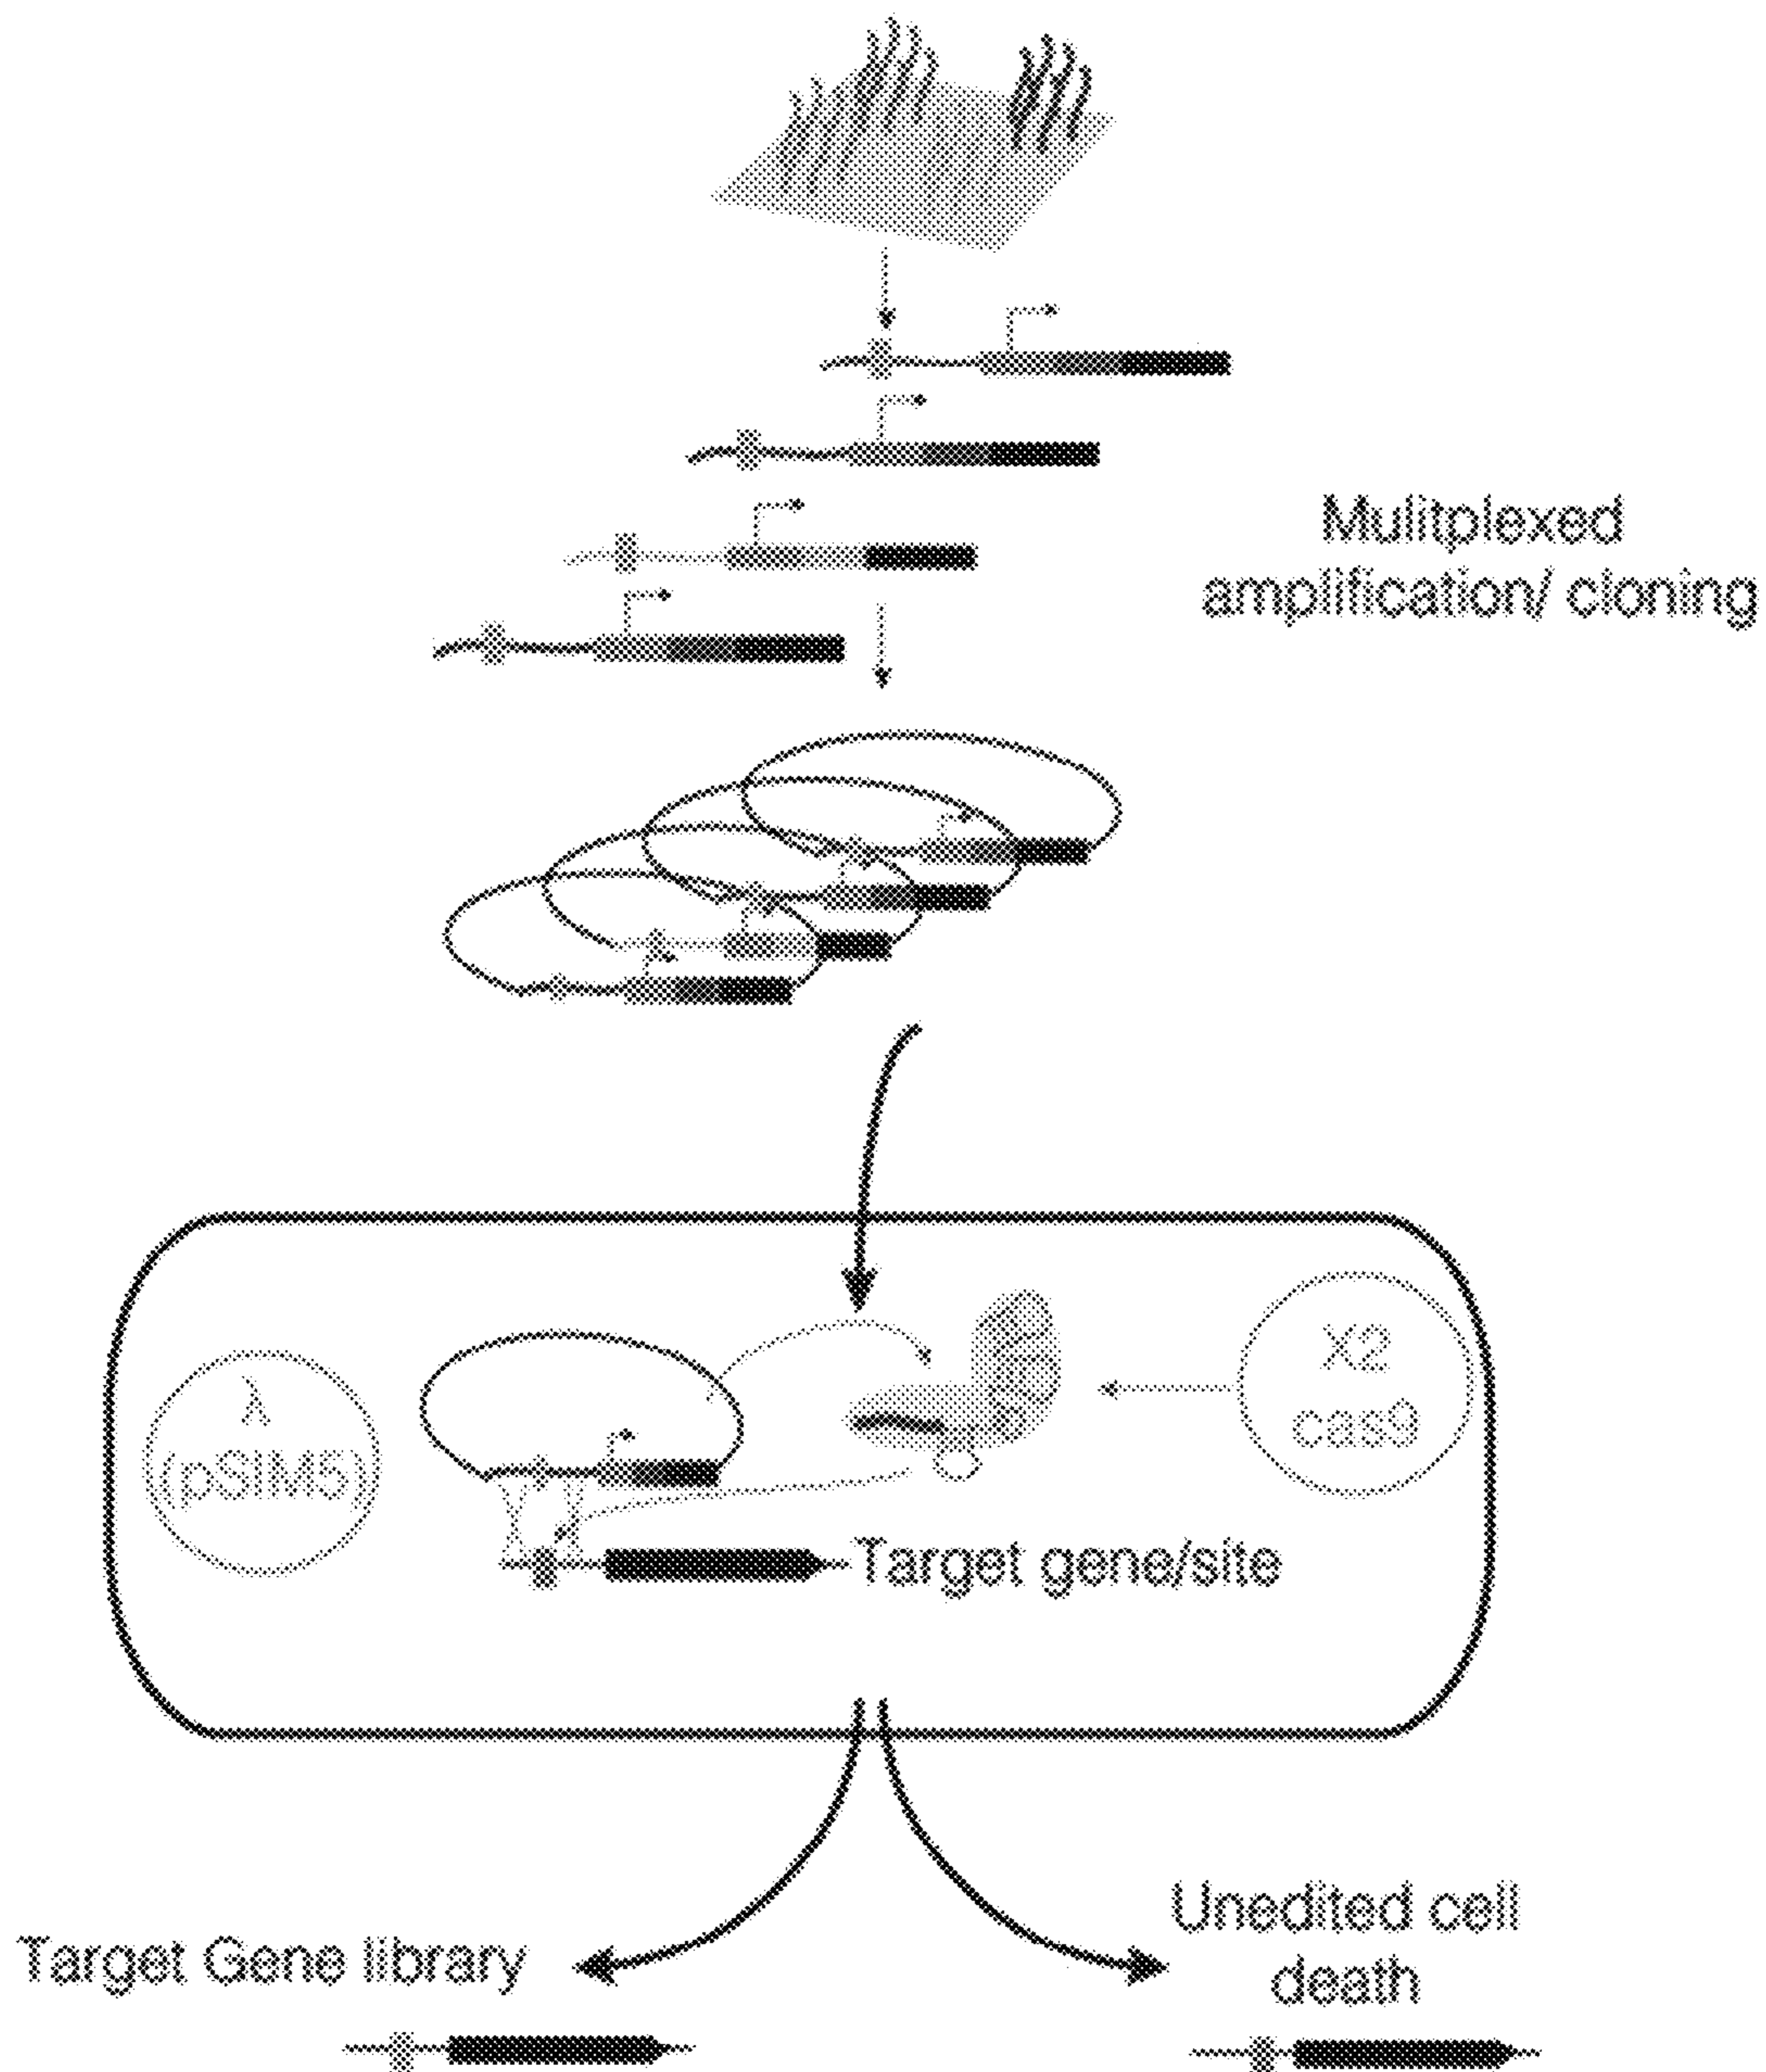 Mulitplexed
amplification/ cloning
λ
(pSIM5)
X2
cas9
Target gene/site
Target Gene library
Unedited cell
death